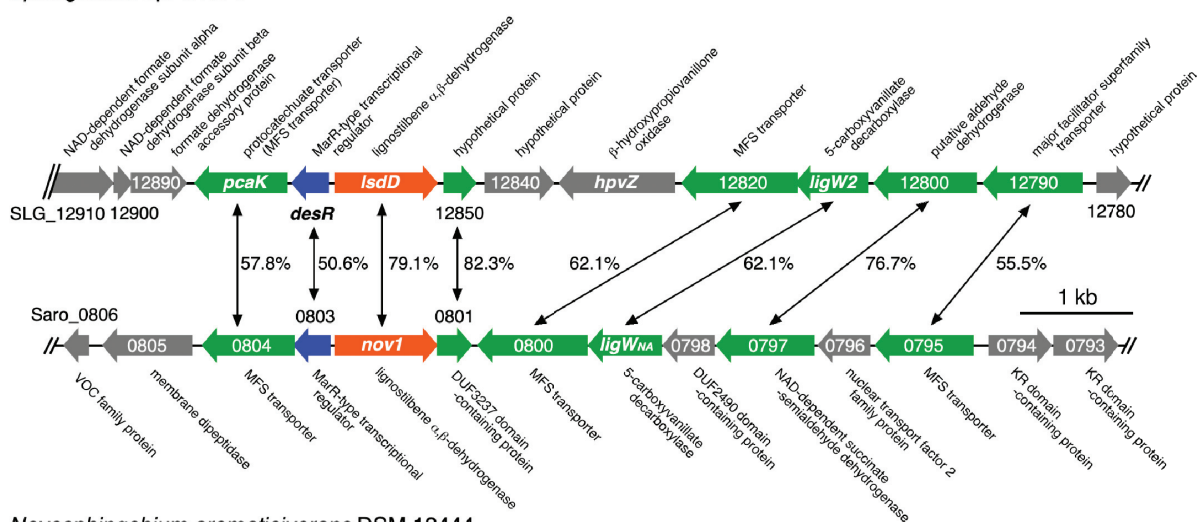 NAD-dependent formate
dehydrogenase subunit alpha
NAD-dependent formate
dehydrogenase subunit beta
formate dehydrogenase
accessory protein
protocatechuate transporter
(MFS transporter)
MarR-type transcriptional
regulator
lignostilbene α,β-dehydrogenase
hypothetical protein
hypothetical protein
β-hydroxypropiovanillone
oxidase
MFS transporter
5-carboxyvanillate
decarboxylase
putative aldehyde
dehydrogenase
major facilitator superfamily
transporter
hypothetical protein
12890 pcaK lsdD 12840 hpvZ 12820 ligW2 12800 12790
SLG_12910 12900 desR 12850 12780
57.8% 50.6% 79.1% 82.3% 62.1% 62.1% 76.7% 55.5%
1 kb
Saro_0806 0803 0801
0805 0804 nov1 0800 ligWNA 0798 0797 0796 0795 0794 0793
VOC family protein
membrane dipeptidase
MFS transporter
MarR-type transcriptional
regulator
lignostilbene α,β-dehydrogenase
DUF3237 domain
-containing protein
MFS transporter
5-carboxyvanillate
decarboxylase
DUF2490 domain
-containing protein
NAD-dependent succinate
-semialdehyde dehydrogenase
nuclear transport factor 2
family protein
MFS transporter
KR domain
-containing protein
KR domain
-containing protein